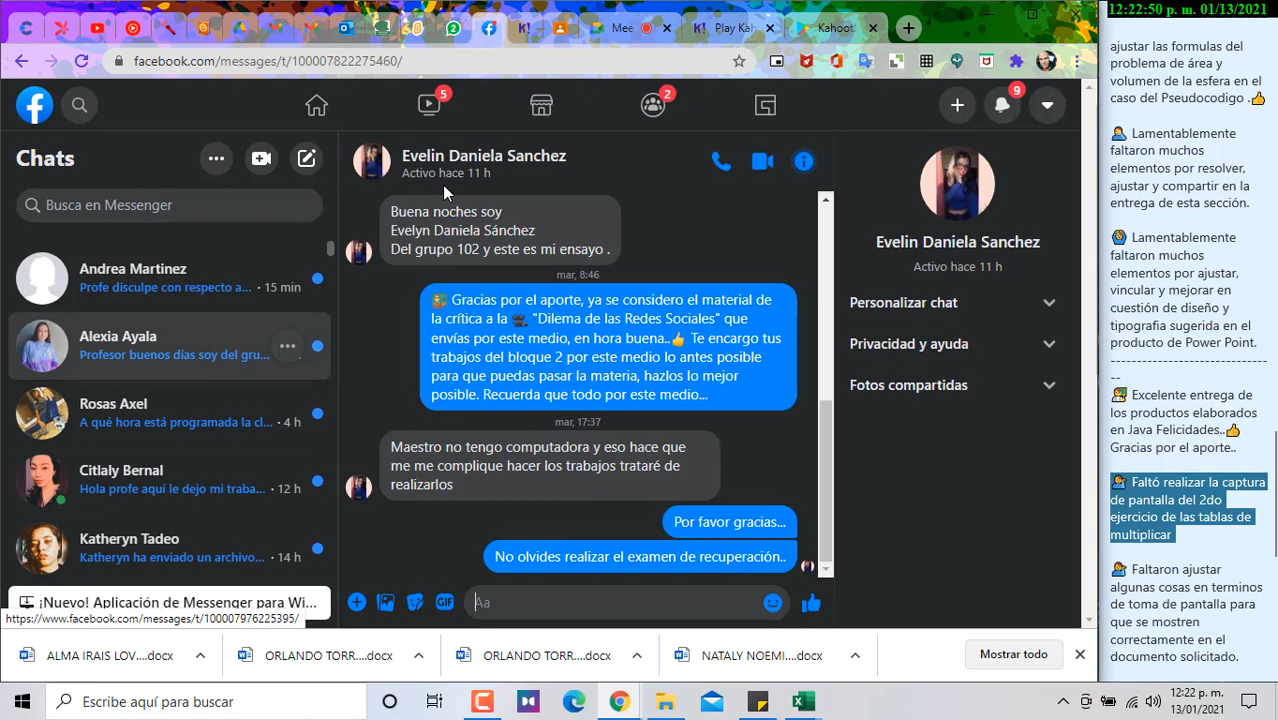 12:22:50 p. m. 01/13/2021
2
K!
Mee
K!
Play Kah
Kahoot!
facebook.com/messages/t/100007822275460/
5
2
9
Chats
Busca en Messenger
Andrea Martinez
Profe disculpe con respecto a... · 15 min
Alexia Ayala
Profesor buenos días soy del gru...
Rosas Axel
A qué hora está programada la cl... · 4 h
Citlaly Bernal
Hola profe aquí le dejo mi traba... · 12 h
Katheryn Tadeo
Katheryn ha enviado un archivo... · 14 h
¡Nuevo! Aplicación de Messenger para Wi...
https://www.facebook.com/messages/t/100007976225395/
Evelin Daniela Sanchez
Activo hace 11 h
Buena noches soy
Evelyn Daniela Sánchez
Del grupo 102 y este es mi ensayo .
mar, 8:46
Gracias por el aporte, ya se considero el material de
la crítica a la "Dilema de las Redes Sociales" que
envías por este medio, en hora buena.. Te encargo tus
trabajos del bloque 2 por este medio lo antes posible
para que puedas pasar la materia, hazlos lo mejor
posible. Recuerda que todo por este medio...
mar, 17:37
Maestro no tengo computadora y eso hace que
me me complique hacer los trabajos trataré de
realizarlos
Por favor gracias...
No olvides realizar el examen de recuperación..
Aa
GIF
Evelin Daniela Sanchez
Activo hace 11 h
Personalizar chat
Privacidad y ayuda
Fotos compartidas
ajustar las formulas del
problema de área y
volumen de la esfera en el
caso del Pseudocodigo .
Lamentablemente
faltaron muchos
elementos por resolver,
ajustar y compartir en la
entrega de esta sección.
Lamentablemente
faltaron muchos
elementos por ajustar,
vincular y mejorar en
cuestión de diseño y
tipografia sugerida en el
producto de Power Point.
--------------------------------
--
Excelente entrega de
los productos elaborados
en Java Felicidades..
Gracias por el aporte..
Faltó realizar la captura
de pantalla del 2do
ejercicio de las tablas de
multiplicar
Faltaron ajustar
algunas cosas en terminos
de toma de pantalla para
que se mostren
correctamente en el
documento solicitado.
ALMA IRAIS LOV....docx
ORLANDO TORR....docx
ORLANDO TORR....docx
NATALY NOEMI....docx
Mostrar todo
Escribe aquí para buscar
12:22 p. m.
13/01/2021